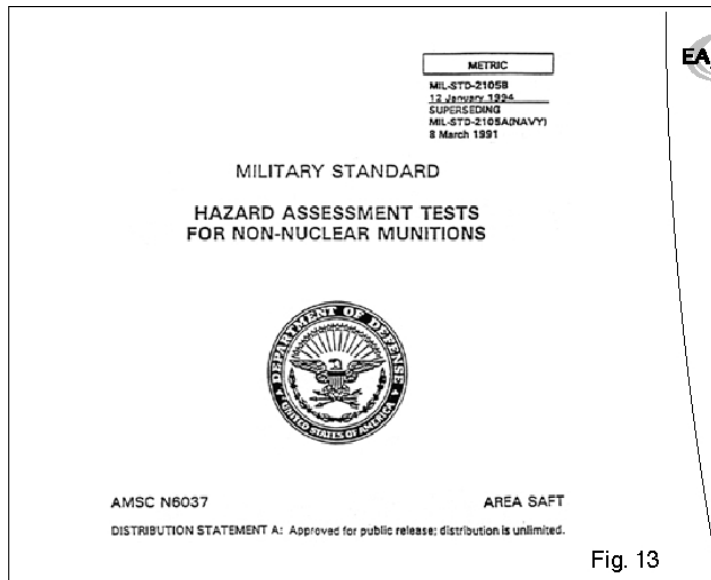 METRIC
MIL-STD-2105B
12 January 1994
SUPERSEDING
MIL-STD-2105A(NAVY)
8 March 1991
EA
MILITARY STANDARD
HAZARD ASSESSMENT TESTS
FOR NON-NUCLEAR MUNITIONS
DEPARTMENT OF DEFENSE
UNITED STATES OF AMERICA
AMSC N6037
AREA SAFT
DISTRIBUTION STATEMENT A: Approved for public release; distribution is unlimited.
Fig. 13